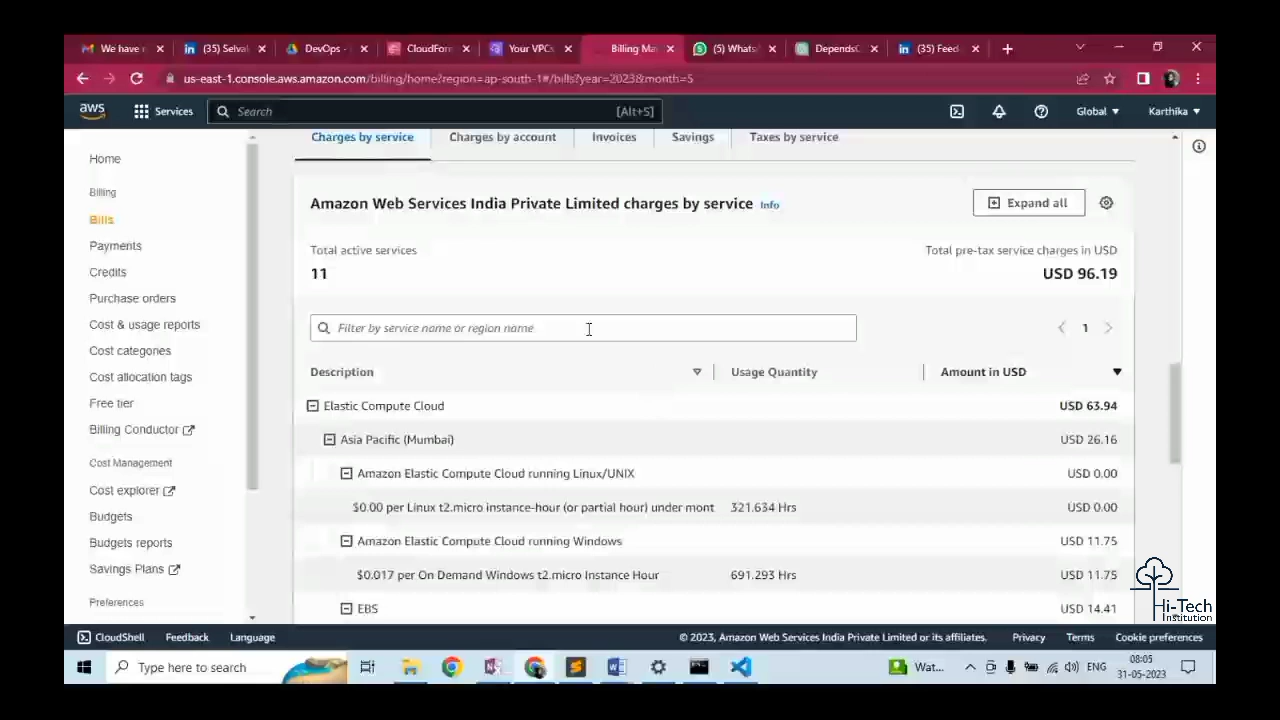 We have r
(35) Selval
DevOps -
CloudForm
Your VPCs
Billing Ma
(5) Whats
DependsO
(35) Feed
us-east-1.console.aws.amazon.com/billing/home?region=ap-south-1#/bills?year=2023&month=5
aws
Services
Search
[Alt+S]
Global
Karthika
Home
Billing
Bills
Payments
Credits
Purchase orders
Cost & usage reports
Cost categories
Cost allocation tags
Free tier
Billing Conductor
Cost Management
Cost explorer
Budgets
Budgets reports
Savings Plans
Preferences
Charges by service
Charges by account
Invoices
Savings
Taxes by service
Amazon Web Services India Private Limited charges by service Info
Expand all
Total active services
Total pre-tax service charges in USD
11
USD 96.19
Filter by service name or region name
1
Description
Usage Quantity
Amount in USD
Elastic Compute Cloud
USD 63.94
Asia Pacific (Mumbai)
USD 26.16
Amazon Elastic Compute Cloud running Linux/UNIX
USD 0.00
$0.00 per Linux t2.micro instance-hour (or partial hour) under mont
321.634 Hrs
USD 0.00
Amazon Elastic Compute Cloud running Windows
USD 11.75
$0.017 per On Demand Windows t2.micro Instance Hour
691.293 Hrs
USD 11.75
EBS
USD 14.41
Hi-Tech
Institution
CloudShell
Feedback
Language
© 2023, Amazon Web Services India Private Limited or its affiliates.
Privacy
Terms
Cookie preferences
Type here to search
Wat...
ENG
08:05
31-05-2023